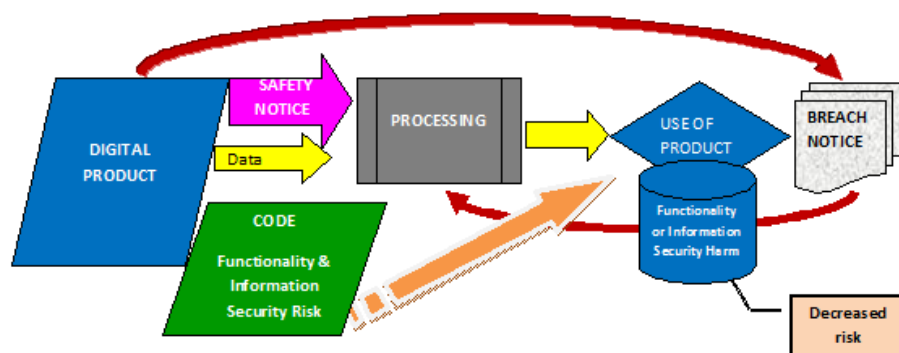 SAFETY
NOTICE
DIGITAL
PRODUCT
Data
PROCESSING
USE OF
PRODUCT
BREACH
NOTICE
CODE
Functionality &
Information
Security Risk
Functionality
or Information
Security Harm
Decreased
risk